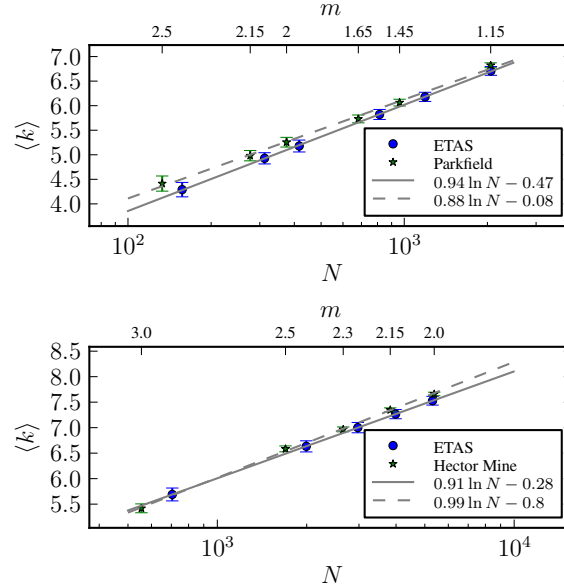 m
2.5 2.15 2 1.65 1.45 1.15
7.0
6.5
6.0
5.5
5.0
4.5
4.0
⟨k⟩
ETAS
Parkfield
0.94 ln N − 0.47
0.88 ln N − 0.08
10² 10³
N
m
3.0 2.5 2.3 2.15 2.0
8.5
8.0
7.5
7.0
6.5
6.0
5.5
⟨k⟩
ETAS
Hector Mine
0.91 ln N − 0.28
0.99 ln N − 0.8
10³ 10⁴
N